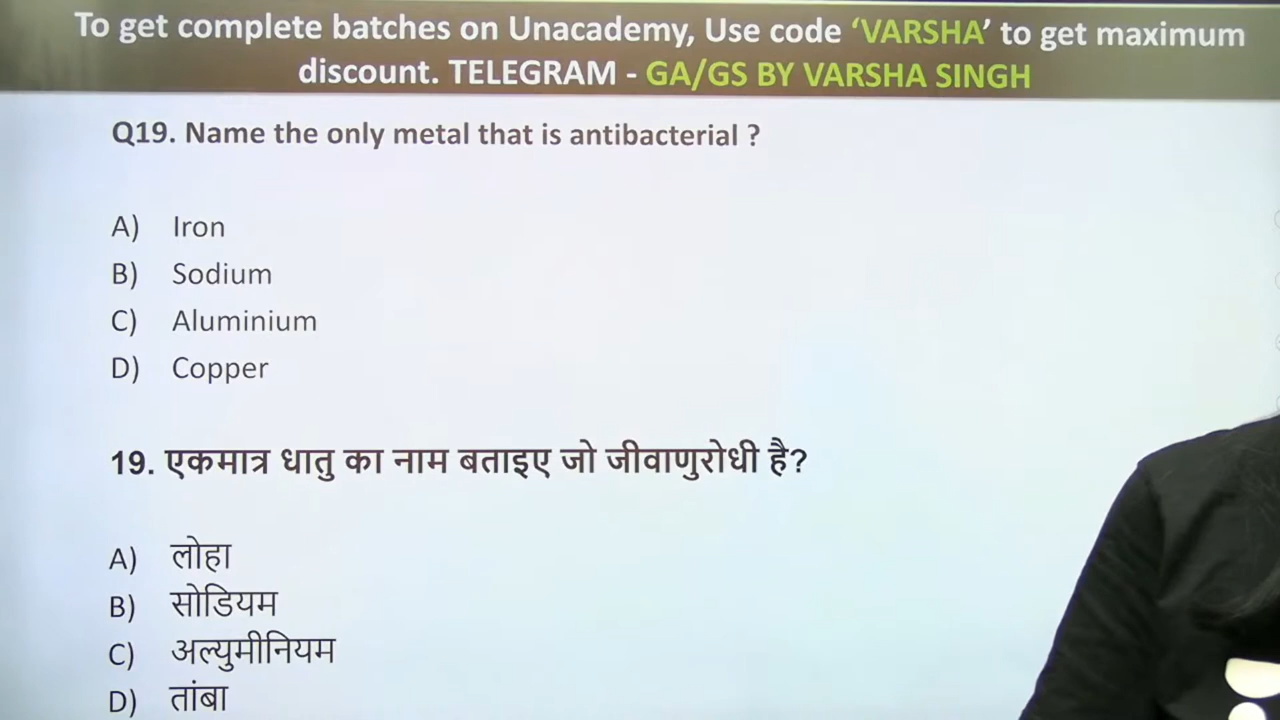 To get complete batches on Unacademy, Use code ‘VARSHA’ to get maximum
discount. TELEGRAM - GA/GS BY VARSHA SINGH
Q19. Name the only metal that is antibacterial ?
A) Iron
B) Sodium
C) Aluminium
D) Copper
19. एकमात्र धातु का नाम बताइए जो जीवाणुरोधी है?
A) लोहा
B) सोडियम
C) अल्युमीनियम
D) तांबा